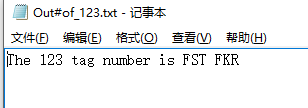 Out#of_123.txt - 记事本
文件(F) 编辑(E) 格式(O) 查看(V) 帮助(H)
The 123 tag number is FST FKR